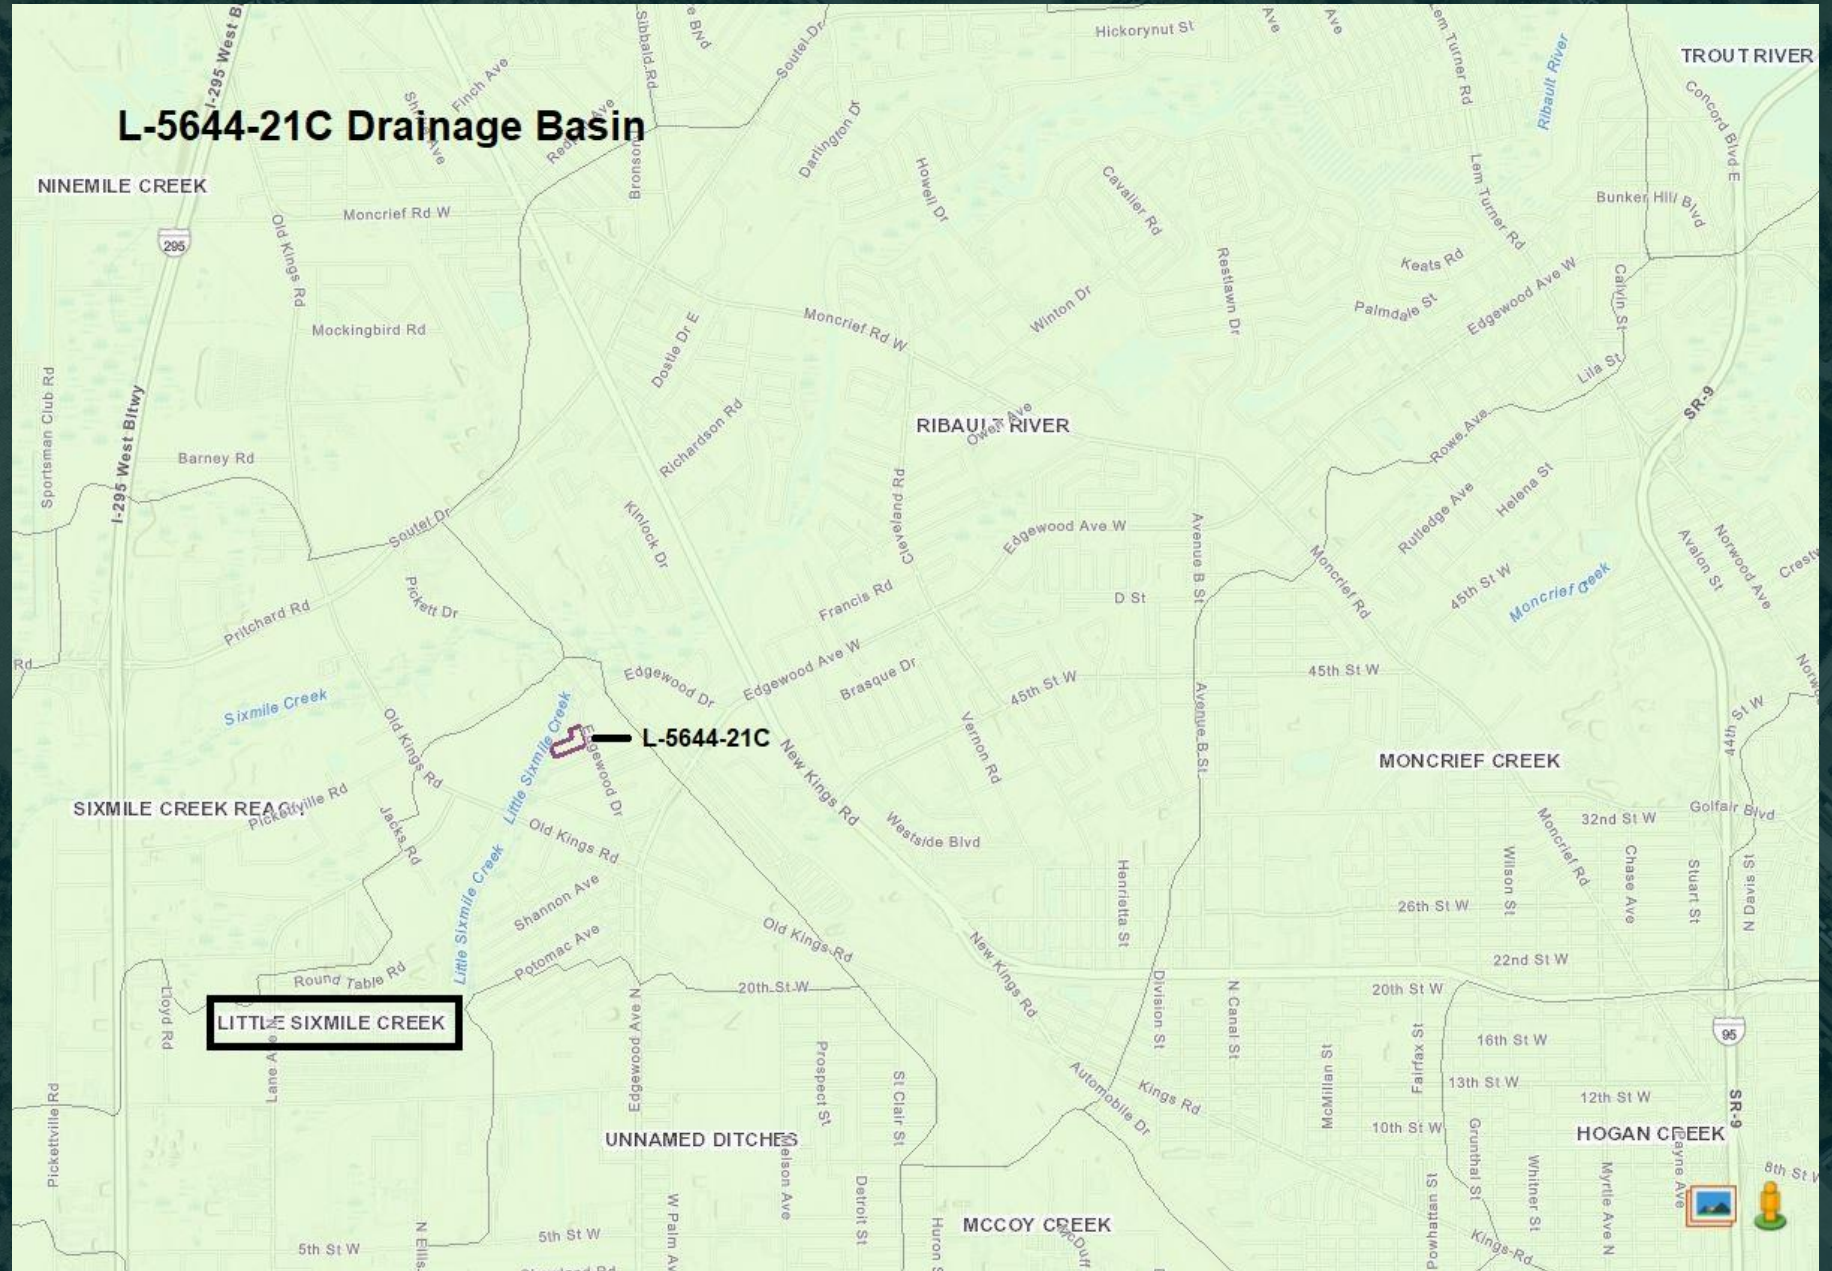 L-5644-21C Drainage Basin
Hickorynut St
Ave
Ave
Lem Turner Rd
Ribault River
TROUT RIVER
Concord Blvd E
I-295 West B
Finch Ave
Sibbald Rd
e Blvd
Soutel Dr
Darlington Dr
Bronson
NINEMILE CREEK
Moncrief Rd W
Old Kings Rd
295
Howell Dr
Cavalier Rd
Lem Turner Rd
Bunker Hill Blvd
Keats Rd
Edgewood Ave W
Calvin St
Restlawn Dr
Palmdale St
Winton Dr
Moncrief Rd W
Mockingbird Rd
Dostie Dr E
Lila St
SR-9
Sportsman Club Rd
I-295 West Bltwy
Richardson Rd
RIBAULT RIVER
Owen Ave
Rowe Ave
Barney Rd
Cleveland Rd
Helena St
Rutledge Ave
Soutel Dr
Kinlock Dr
Edgewood Ave W
Avenue B St
Moncrief Rd
Avalon St
Norwood Ave
Crestw
45th St W
Moncrief Creek
Pickett Dr
Pritchard Rd
Francis Rd
D St
Rd
Edgewood Dr
Edgewood Ave W
Brasque Dr
45th St W
45th St W
Norwo
Sixmile Creek
Old Kings Rd
Little Sixmile Creek
L-5644-21C
Edgewood Dr
New Kings Rd
Vernon Rd
Avenue B St
44th St W
MONCRIEF CREEK
SIXMILE CREEK REAC
Pickettville Rd
Jacks Rd
Old Kings Rd
Westside Blvd
Moncrief Rd
32nd St W
Golfair Blvd
Little Sixmile Creek
Shannon Ave
Henrietta St
Wilson St
Chase Ave
Stuart St
N Davis St
26th St W
Potomac Ave
Old Kings Rd
New Kings Rd
22nd St W
Round Table Rd
20th St W
20th St W
Lloyd Rd
LITTLE SIXMILE CREEK
Lane Ave N
Edgewood Ave N
Division St
N Canal St
Fairfax St
16th St W
95
Prospect St
St Clair St
McMillan St
13th St W
12th St W
SR-9
Automobile Dr
Kings Rd
Pickettville Rd
UNNAMED DITCHES
10th St W
HOGAN CREEK
Nelson Ave
Grunthal St
Payne Ave
8th St W
Detroit St
Whitner St
Myrtle Ave N
Powhattan St
W Palm Av
Huron S
MCCOY CREEK
McDuff
N Ellis
5th St W
5th St W
Kings Rd